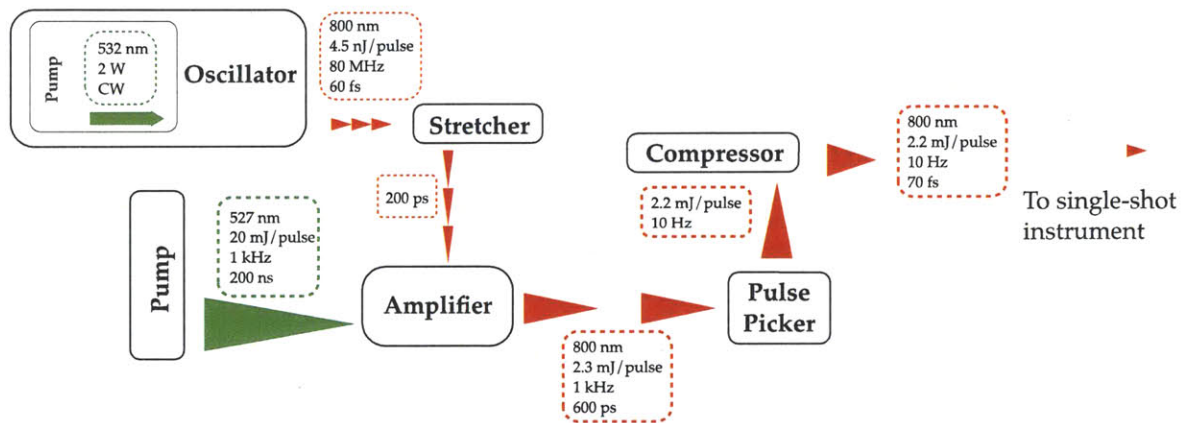 Pump
532 nm
2 W
CW
Oscillator
800 nm
4.5 nJ/pulse
80 MHz
60 fs
Stretcher
200 ps
Pump
527 nm
20 mJ/pulse
1 kHz
200 ns
Amplifier
800 nm
2.3 mJ/pulse
1 kHz
600 ps
Pulse
Picker
2.2 mJ/pulse
10 Hz
Compressor
800 nm
2.2 mJ/pulse
10 Hz
70 fs
To single-shot
instrument